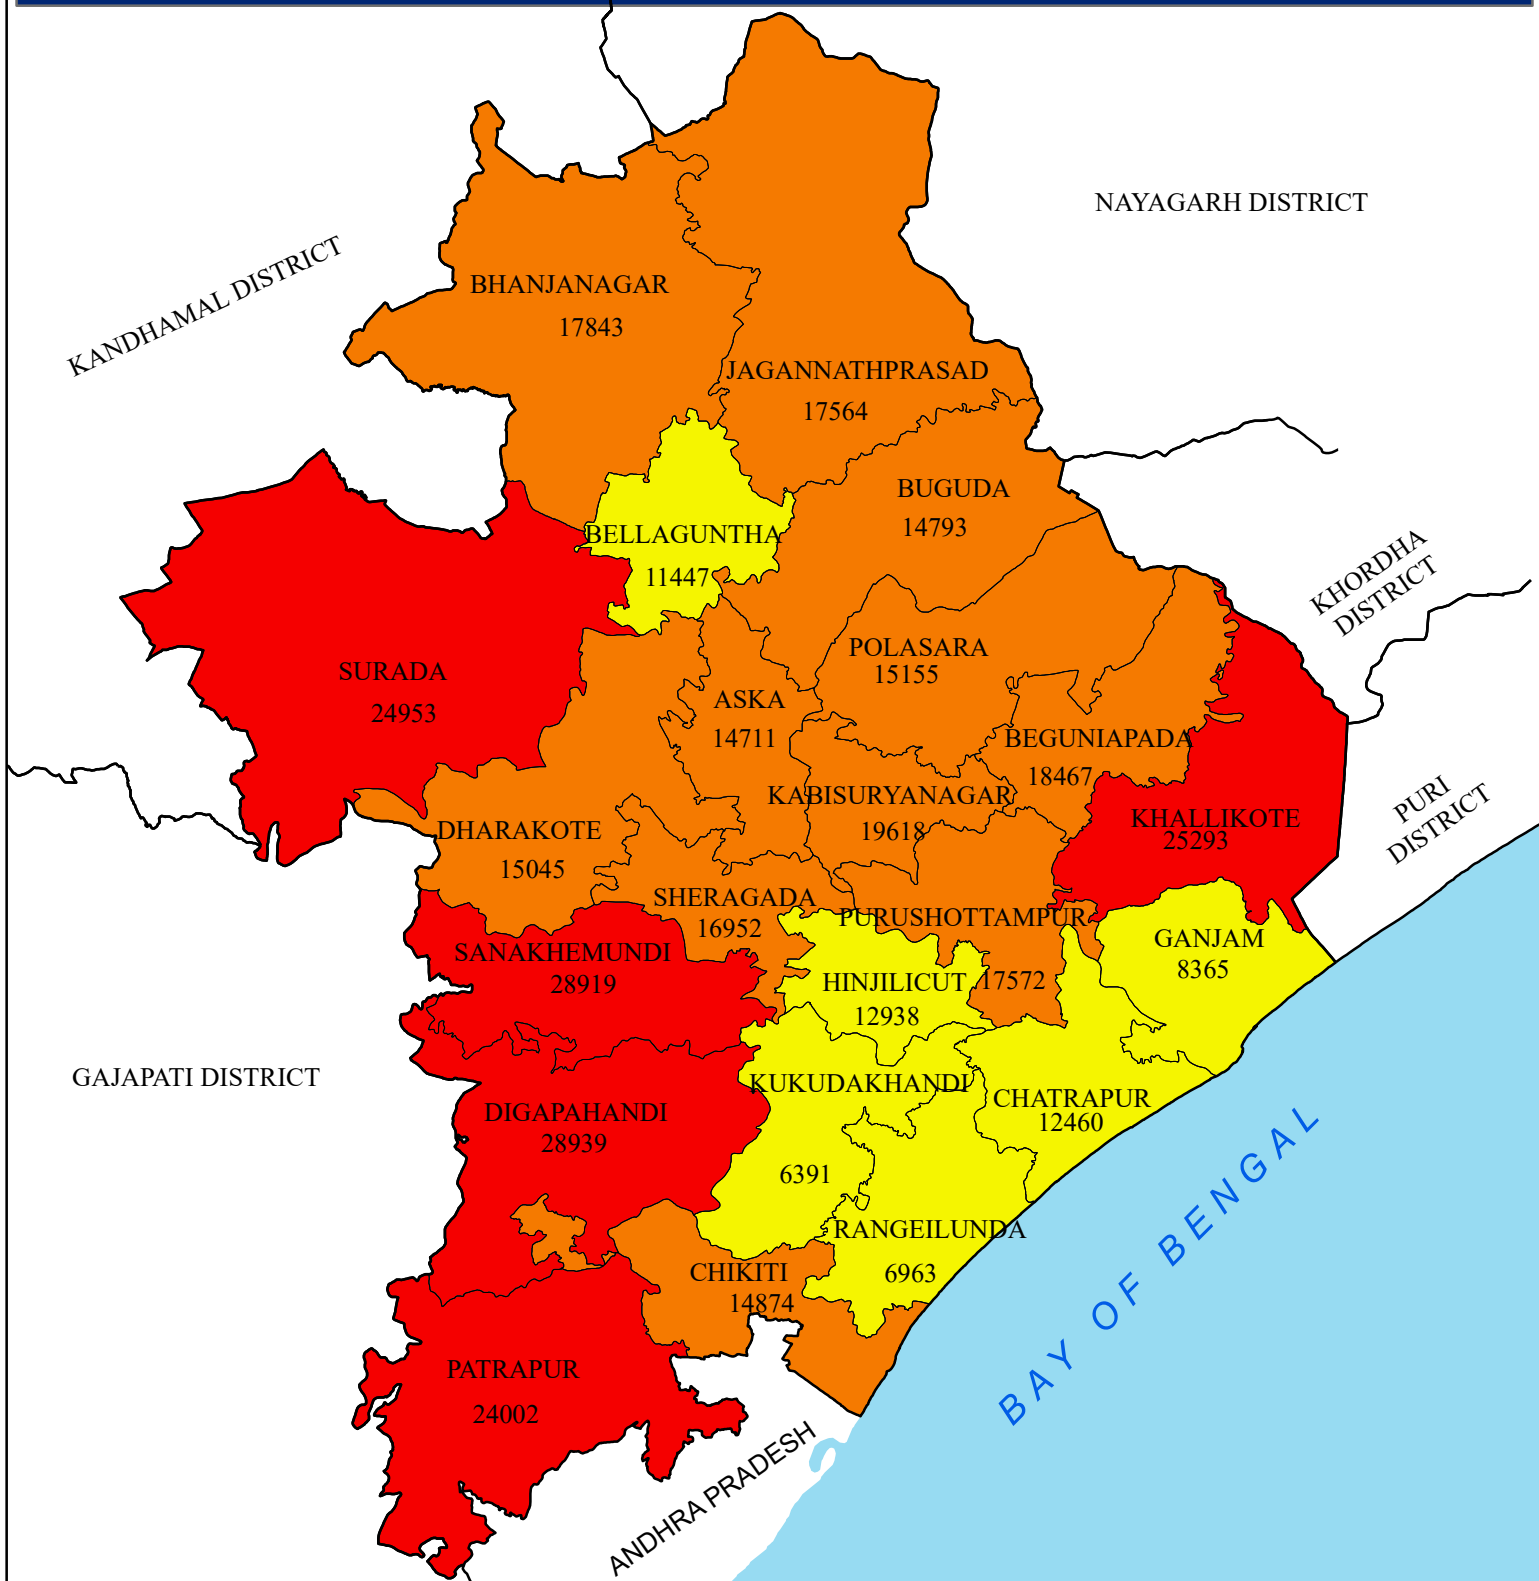 NAYAGARH DISTRICT
KANDHAMAL DISTRICT
BHANJANAGAR
17843
JAGANNATHPRASAD
17564
BUGUDA
14793
BELLAGUNTHA
11447
KHORDHA
DISTRICT
POLASARA
15155
SURADA
24953
ASKA
14711
BEGUNIAPADA
18467
KABISURYANAGAR
19618
PURI
DISTRICT
KHALLIKOTE
25293
DHARAKOTE
15045
SHERAGADA
16952
PURUSHOTTAMPUR
17572
GANJAM
8365
SANAKHEMUNDI
28919
HINJILICUT
12938
GAJAPATI DISTRICT
KUKUDAKHANDI
6391
CHATRAPUR
12460
DIGAPAHANDI
28939
RANGEILUNDA
6963
CHIKITI
14874
BAY OF BENGAL
PATRAPUR
24002
ANDHRA PRADESH